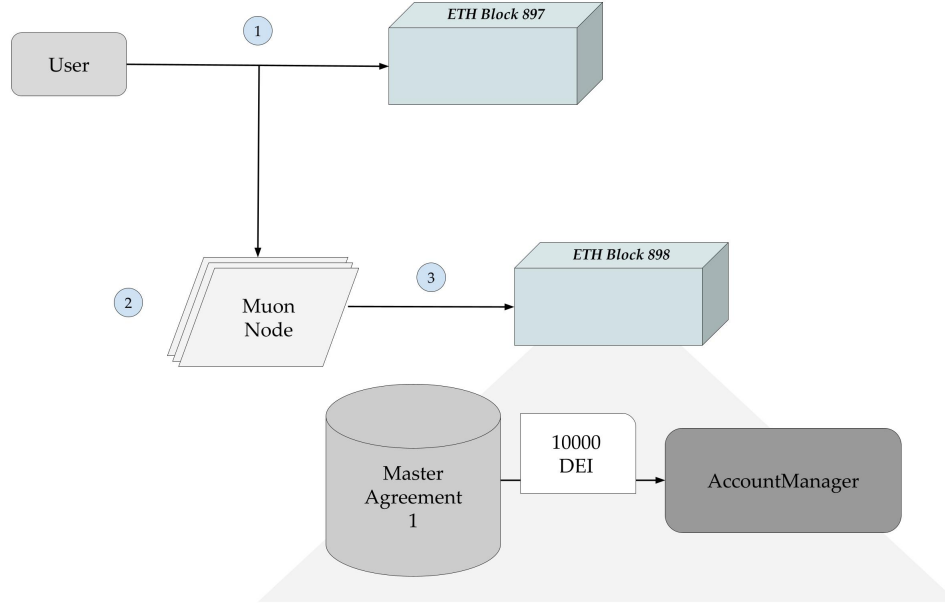 ETH Block 897
1
User
ETH Block 898
3
2
Muon
Node
10000
DEI
Master
Agreement
1
AccountManager